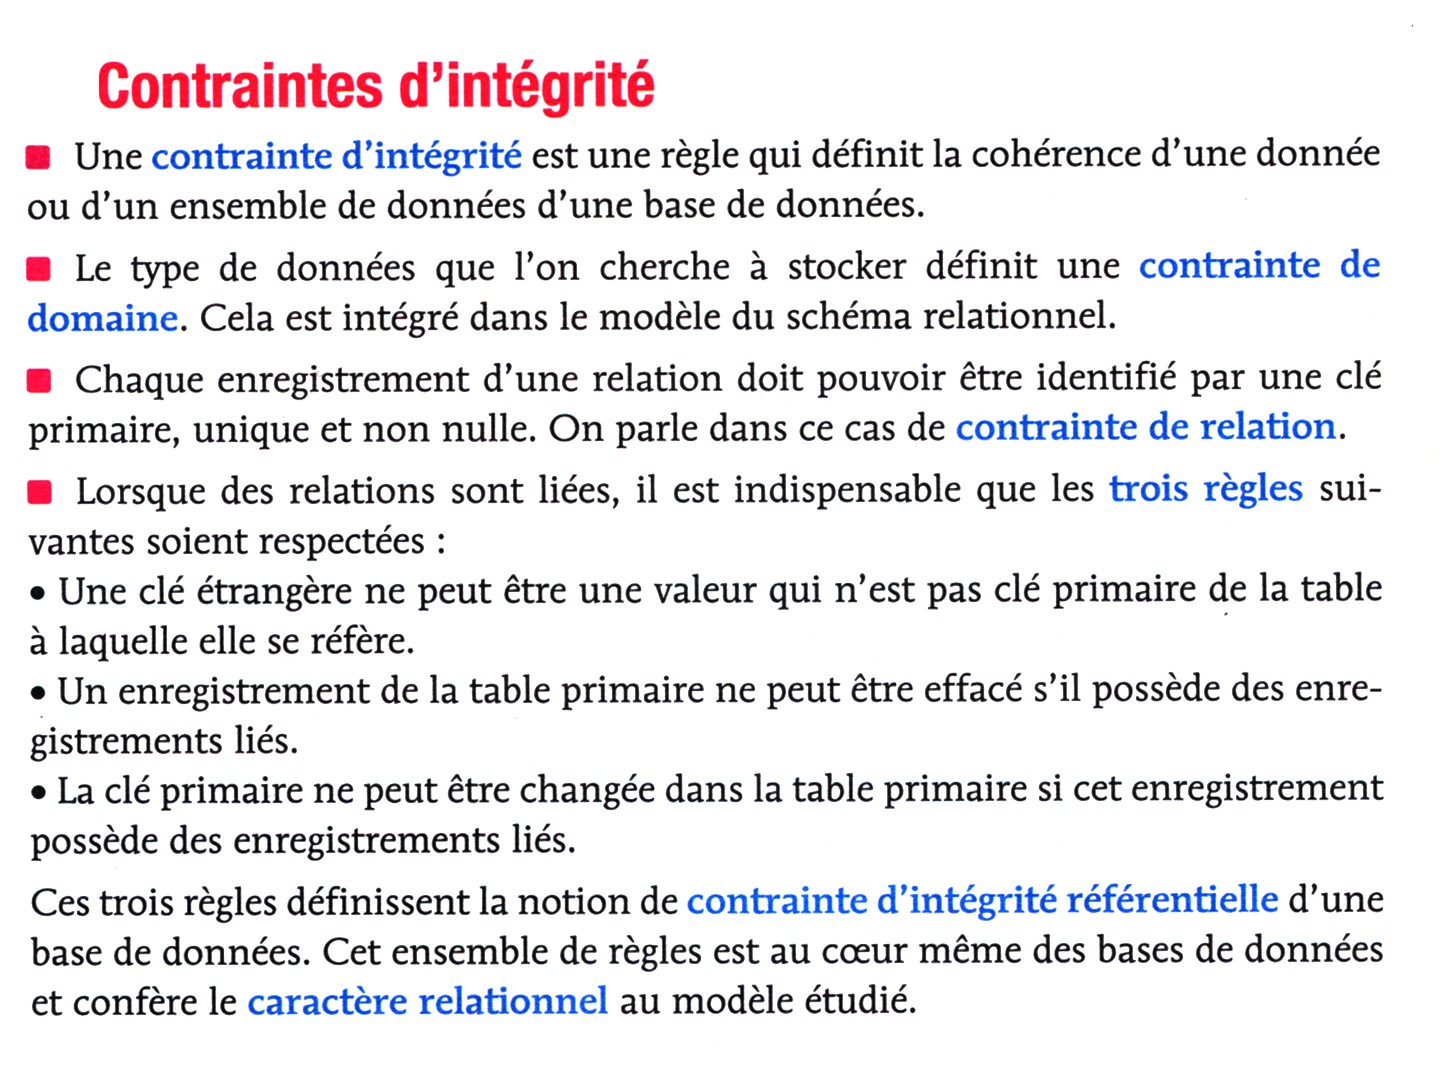 Contraintes d'intégrité
Une contrainte d'intégrité est une règle qui définit la cohérence d'une donnée
ou d'un ensemble de données d'une base de données.
Le type de données que l'on cherche à stocker définit une contrainte de
domaine. Cela est intégré dans le modèle du schéma relationnel.
Chaque enregistrement d'une relation doit pouvoir être identifié par une clé
primaire, unique et non nulle. On parle dans ce cas de contrainte de relation.
Lorsque des relations sont liées, il est indispensable que les trois règles sui-
vantes soient respectées :
• Une clé étrangère ne peut être une valeur qui n'est pas clé primaire de la table
à laquelle elle se réfère.
• Un enregistrement de la table primaire ne peut être effacé s'il possède des enre-
gistrements liés.
• La clé primaire ne peut être changée dans la table primaire si cet enregistrement
possède des enregistrements liés.
Ces trois règles définissent la notion de contrainte d'intégrité référentielle d'une
base de données. Cet ensemble de règles est au cœur même des bases de données
et confère le caractère relationnel au modèle étudié.